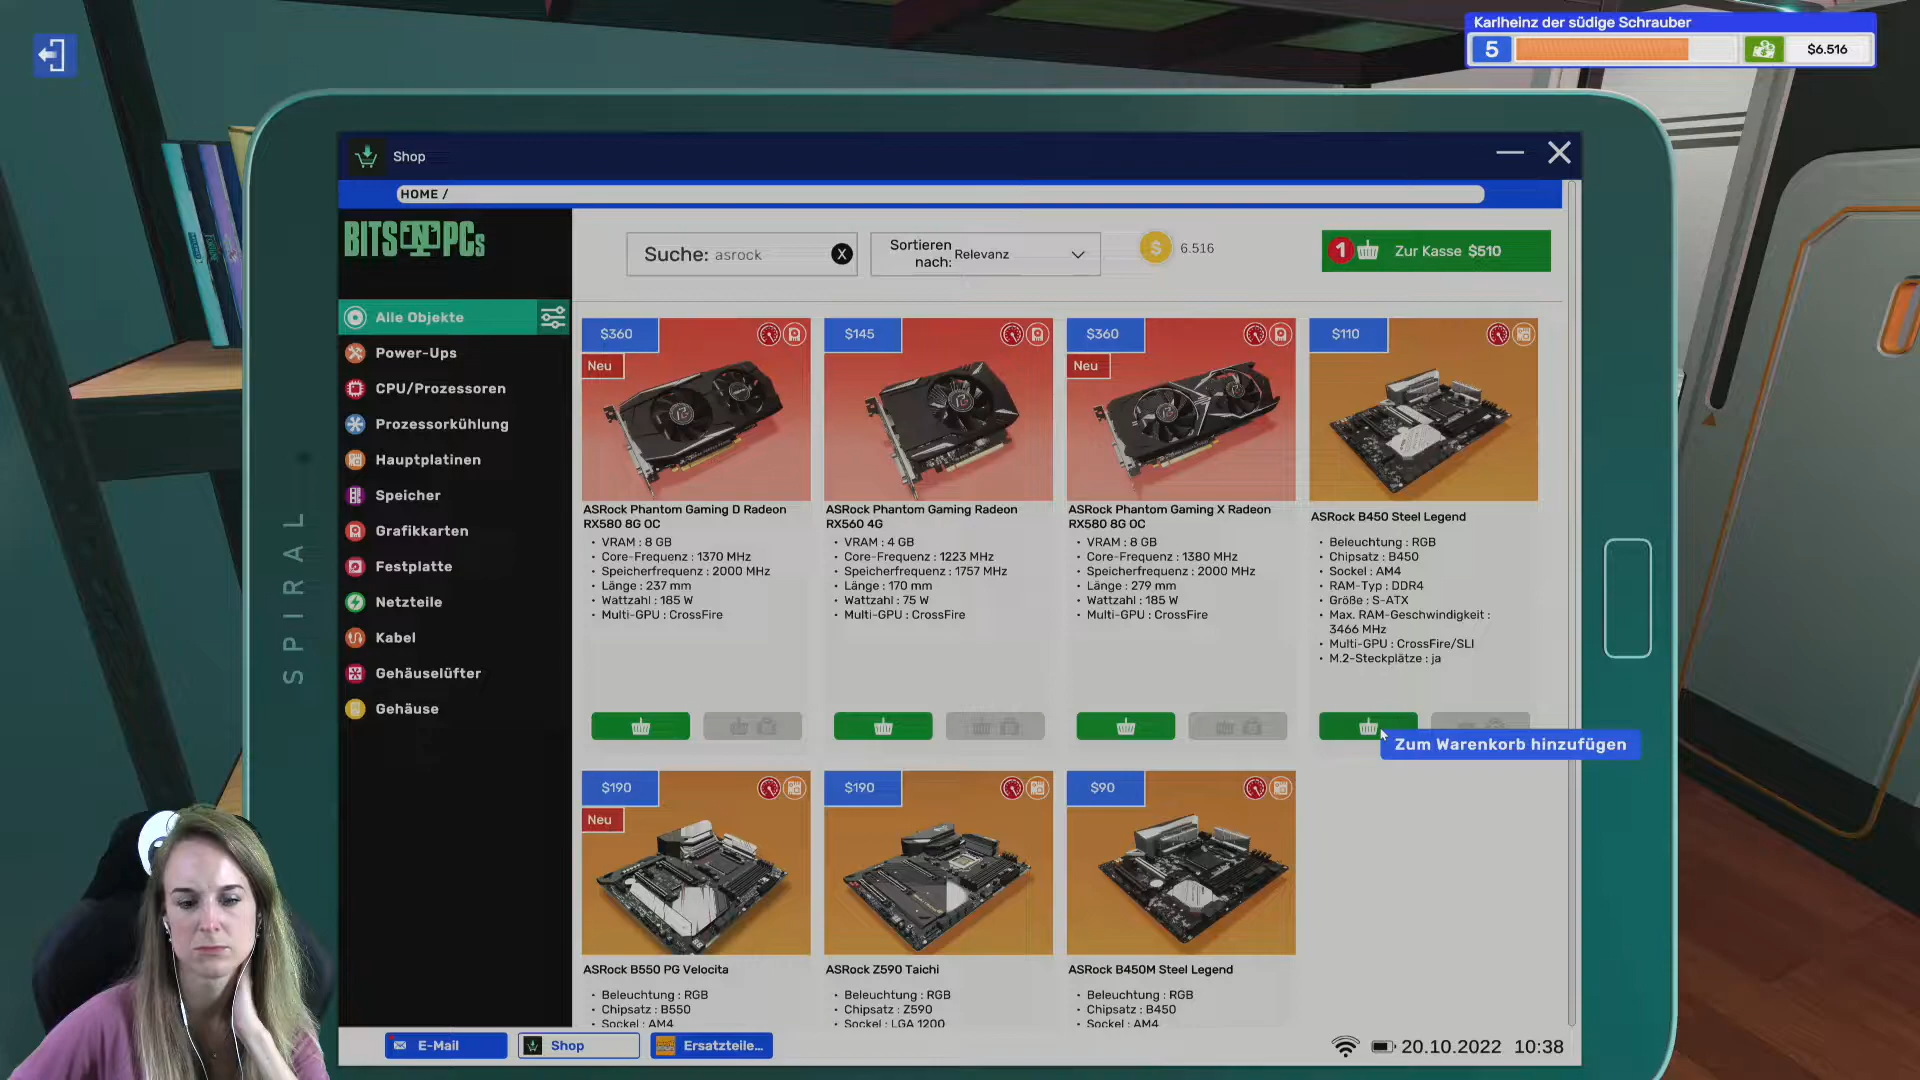 Karlheinz der südige Schrauber
5
$6.516
Shop
HOME /
BITS N PCs
Suche: asrock
X
Sortieren
nach: Relevanz
$
6.516
1
Zur Kasse $510
Alle Objekte
Power-Ups
CPU/Prozessoren
Prozessorkühlung
Hauptplatinen
Speicher
Grafikkarten
Festplatte
Netzteile
Kabel
Gehäuselüfter
Gehäuse
SPIRAL
$360
Neu
ASRock Phantom Gaming D Radeon
RX580 8G OC
• VRAM : 8 GB
• Core-Frequenz : 1370 MHz
• Speicherfrequenz : 2000 MHz
• Länge : 237 mm
• Wattzahl : 185 W
• Multi-GPU : CrossFire
$145
ASRock Phantom Gaming Radeon
RX560 4G
• VRAM : 4 GB
• Core-Frequenz : 1223 MHz
• Speicherfrequenz : 1757 MHz
• Länge : 170 mm
• Wattzahl : 75 W
• Multi-GPU : CrossFire
$360
Neu
ASRock Phantom Gaming X Radeon
RX580 8G OC
• VRAM : 8 GB
• Core-Frequenz : 1380 MHz
• Speicherfrequenz : 2000 MHz
• Länge : 279 mm
• Wattzahl : 185 W
• Multi-GPU : CrossFire
$110
ASRock B450 Steel Legend
• Beleuchtung : RGB
• Chipsatz : B450
• Sockel : AM4
• RAM-Typ : DDR4
• Größe : S-ATX
• Max. RAM-Geschwindigkeit :
3466 MHz
• Multi-GPU : CrossFire/SLI
• M.2-Steckplätze : ja
Zum Warenkorb hinzufügen
$190
Neu
ASRock B550 PG Velocita
• Beleuchtung : RGB
• Chipsatz : B550
• Sockel : AM4
$190
ASRock Z590 Taichi
• Beleuchtung : RGB
• Chipsatz : Z590
• Sockel : LGA 1200
$90
ASRock B450M Steel Legend
• Beleuchtung : RGB
• Chipsatz : B450
• Sockel : AM4
E-Mail
Shop
Ersatzteile...
20.10.2022 10:38